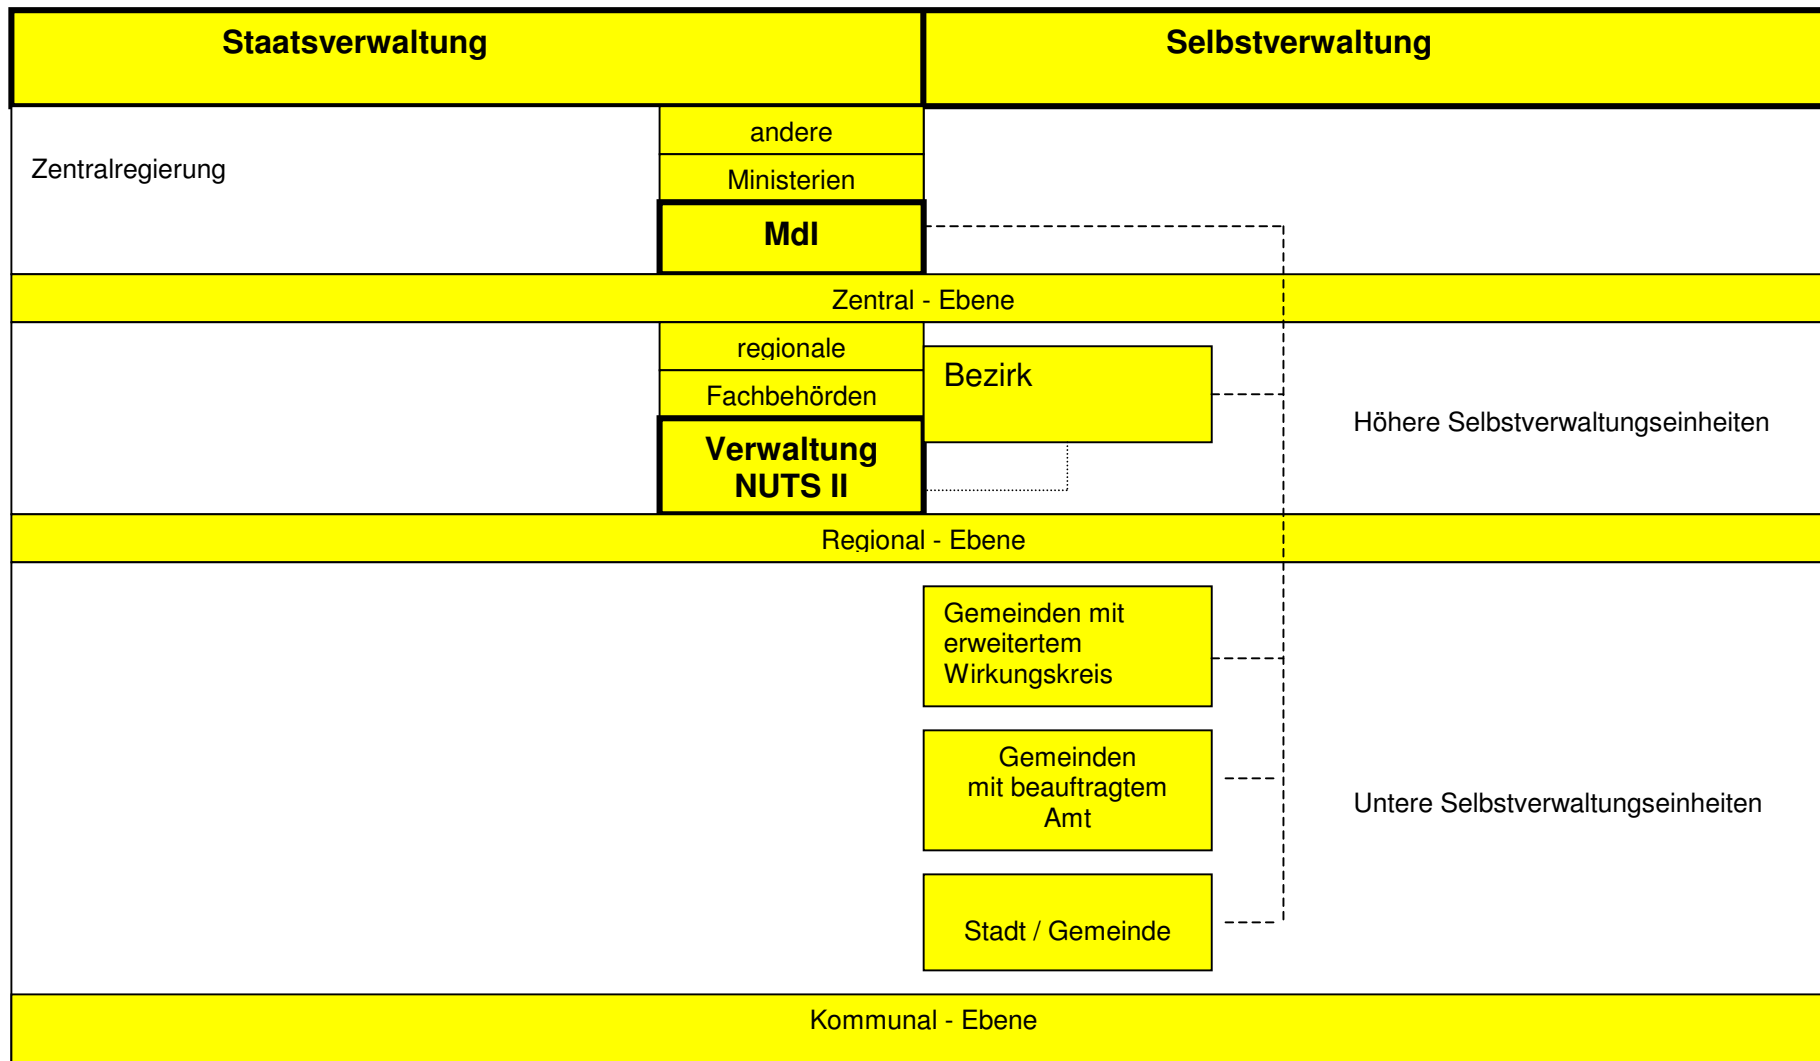 Staatsverwaltung
Selbstverwaltung
andere
Zentralregierung
Ministerien
MdI
Zentral - Ebene
regionale
Bezirk
Fachbehörden
Höhere Selbstverwaltungseinheiten
Verwaltung
NUTS II
Regional - Ebene
Gemeinden mit
erweitertem
Wirkungskreis
Gemeinden
mit beauftragtem
Amt
Untere Selbstverwaltungseinheiten
Stadt / Gemeinde
Kommunal - Ebene